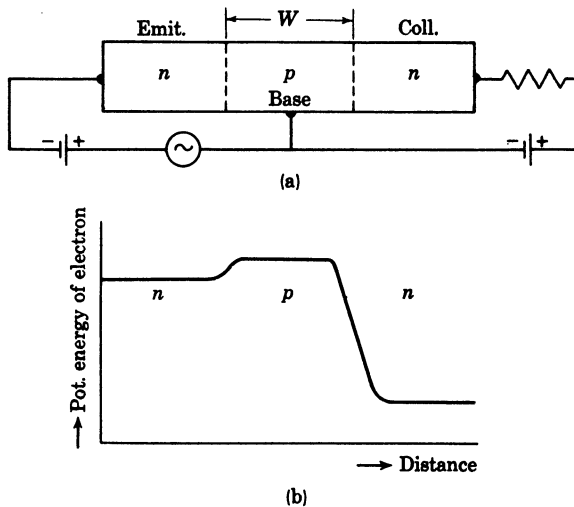 Emit. W Coll.
n p n
Base
− + ~ − +
(a)
Pot. energy of electron
n p n
Distance
(b)